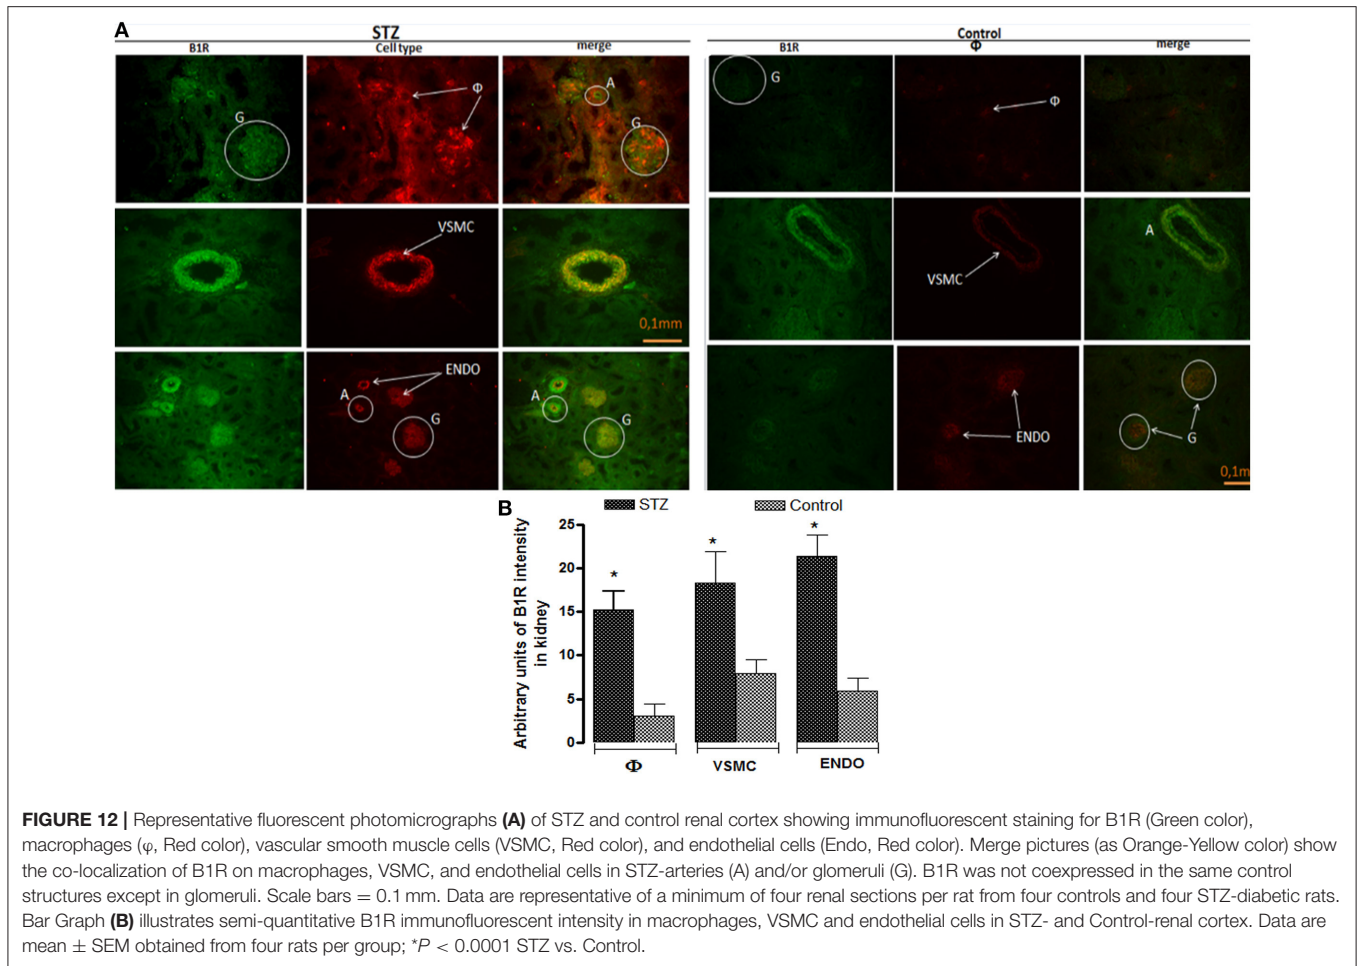 A
STZ
B1R
Cell type
merge
Control
B1R
Φ
merge
G
Φ
A
G
G
Φ
VSMC
0,1mm
VSMC
A
A
ENDO
G
A
G
ENDO
G
0,1m
B
STZ
Control
Arbitrary units of B1R intensity
in kidney
25
20
15
10
5
0
*
*
*
Φ
VSMC
ENDO
FIGURE 12 | Representative fluorescent photomicrographs (A) of STZ and control renal cortex showing immunofluorescent staining for B1R (Green color),
macrophages (φ, Red color), vascular smooth muscle cells (VSMC, Red color), and endothelial cells (Endo, Red color). Merge pictures (as Orange-Yellow color) show
the co-localization of B1R on macrophages, VSMC, and endothelial cells in STZ-arteries (A) and/or glomeruli (G). B1R was not coexpressed in the same control
structures except in glomeruli. Scale bars = 0.1 mm. Data are representative of a minimum of four renal sections per rat from four controls and four STZ-diabetic rats.
Bar Graph (B) illustrates semi-quantitative B1R immunofluorescent intensity in macrophages, VSMC and endothelial cells in STZ- and Control-renal cortex. Data are
mean ± SEM obtained from four rats per group; *P < 0.0001 STZ vs. Control.